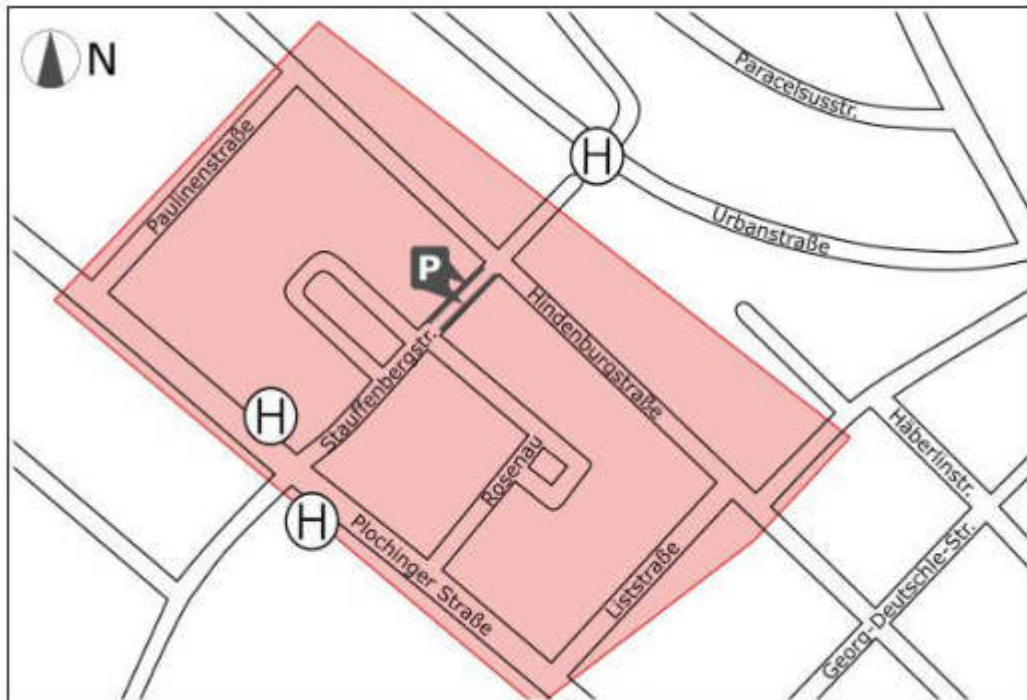 N
Paracelsusstr.
Paulinenstraße
H
Urbanstraße
P
Hindenburgstraße
Stauffenbergstr.
H
Häberlinstr.
Rosenau
H
Plochinger Straße
Liststraße
Georg-Deutschle-Str.